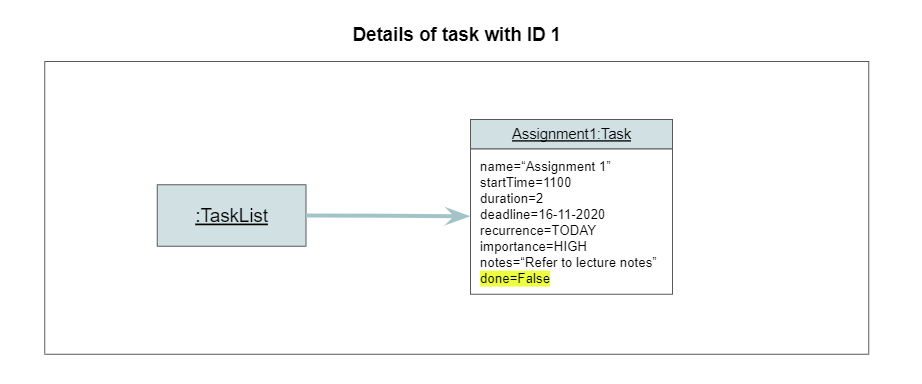 Details of task with ID 1
:TaskList
Assignment1:Task
name=“Assignment 1”
startTime=1100
duration=2
deadline=16-11-2020
recurrence=TODAY
importance=HIGH
notes=“Refer to lecture notes”
done=False